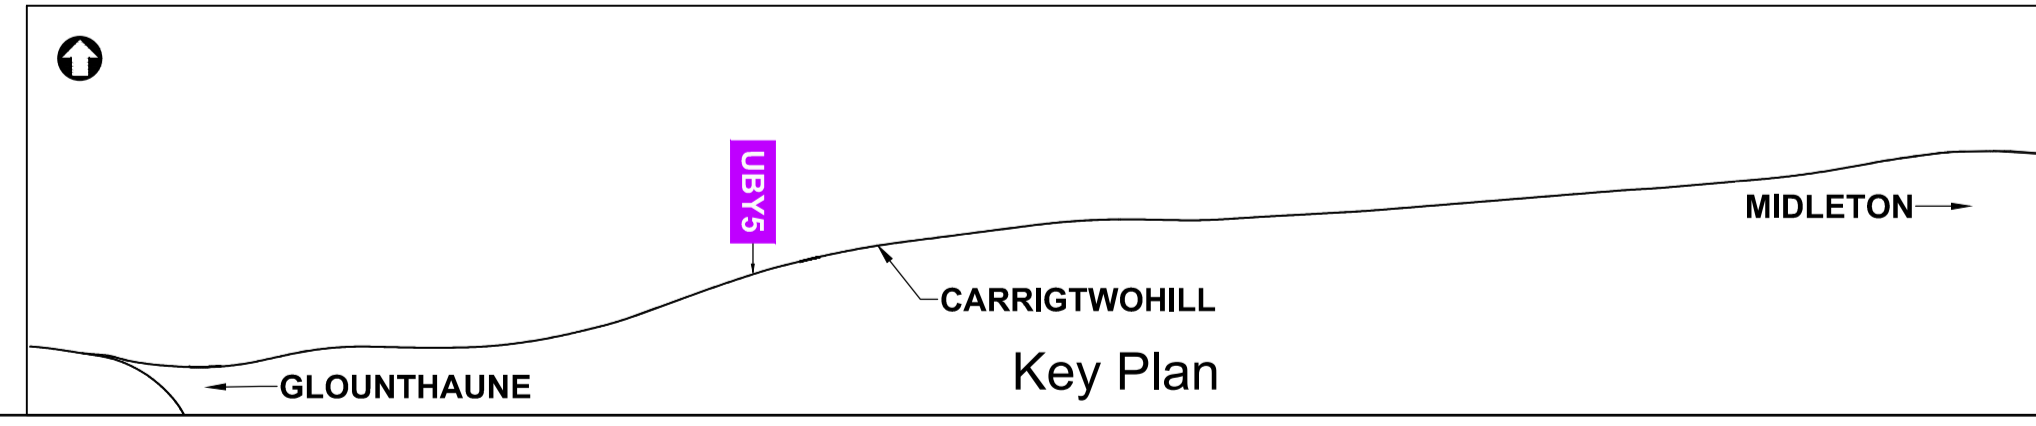 UBY5
MIDLETON
CARRIGTWOHILL
Key Plan
GLOUNTHAUNE